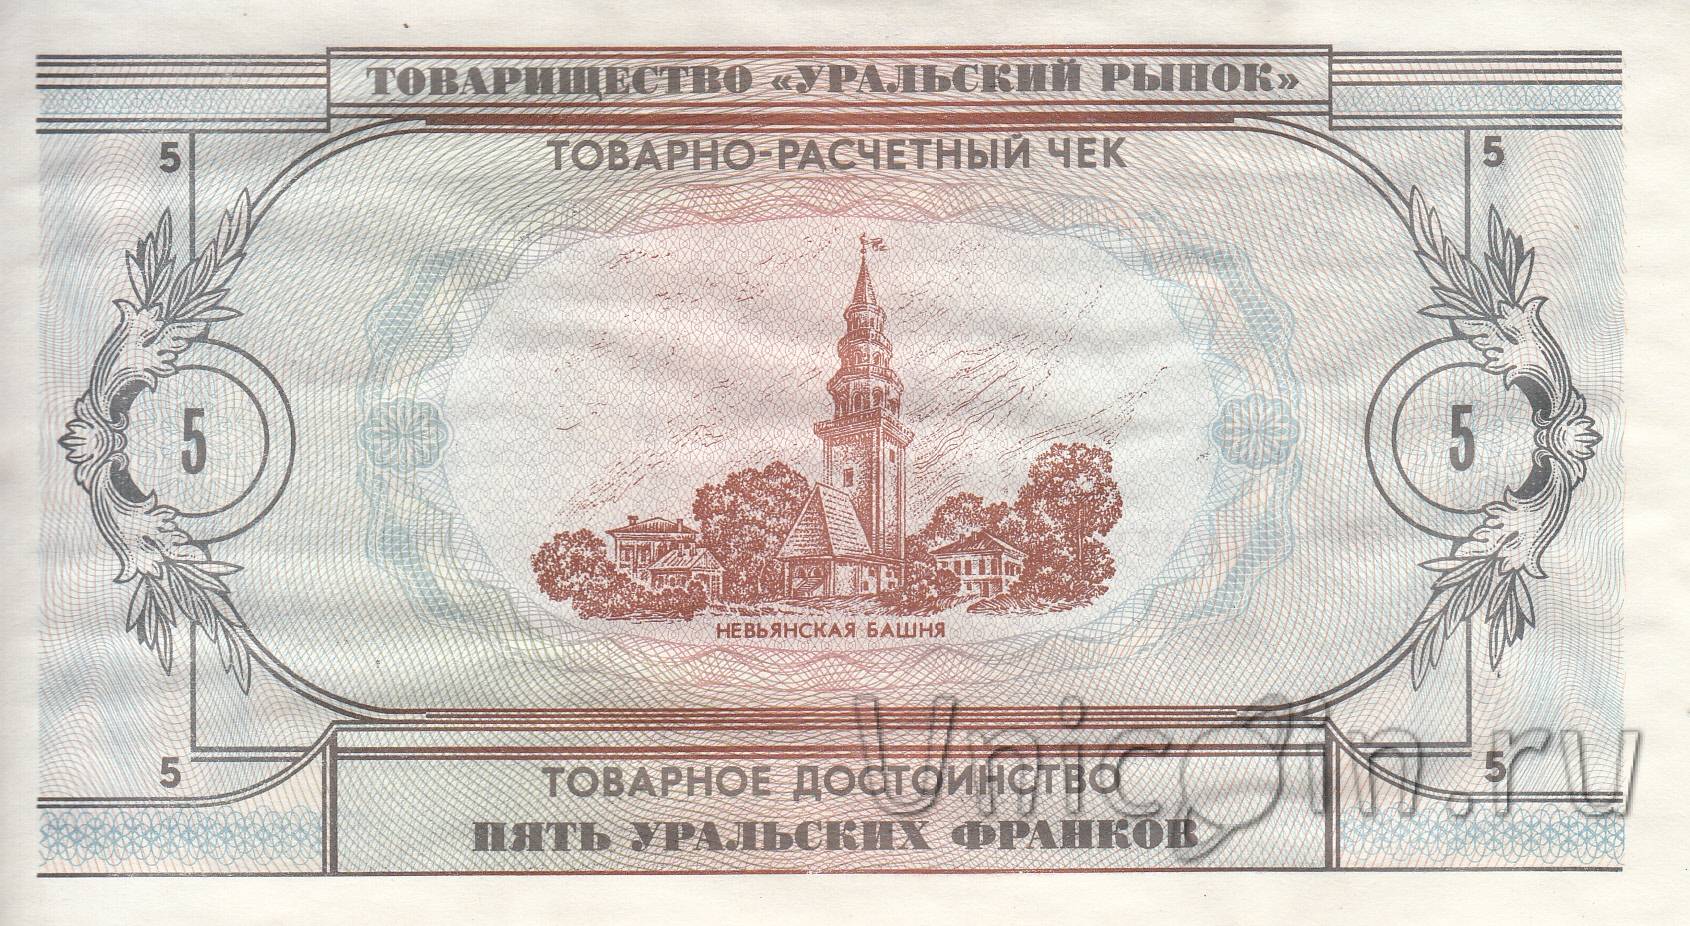 ТОВАРИЩЕСТВО «УРАЛЬСКИЙ РЫНОК»
ТОВАРНО-РАСЧЕТНЫЙ ЧЕК
5 5
5 5
НЕВЬЯНСКАЯ БАШНЯ
5 5
ТОВАРНОЕ ДОСТОИНСТВО
ПЯТЬ УРАЛЬСКИХ ФРАНКОВ
Unicoin.ru